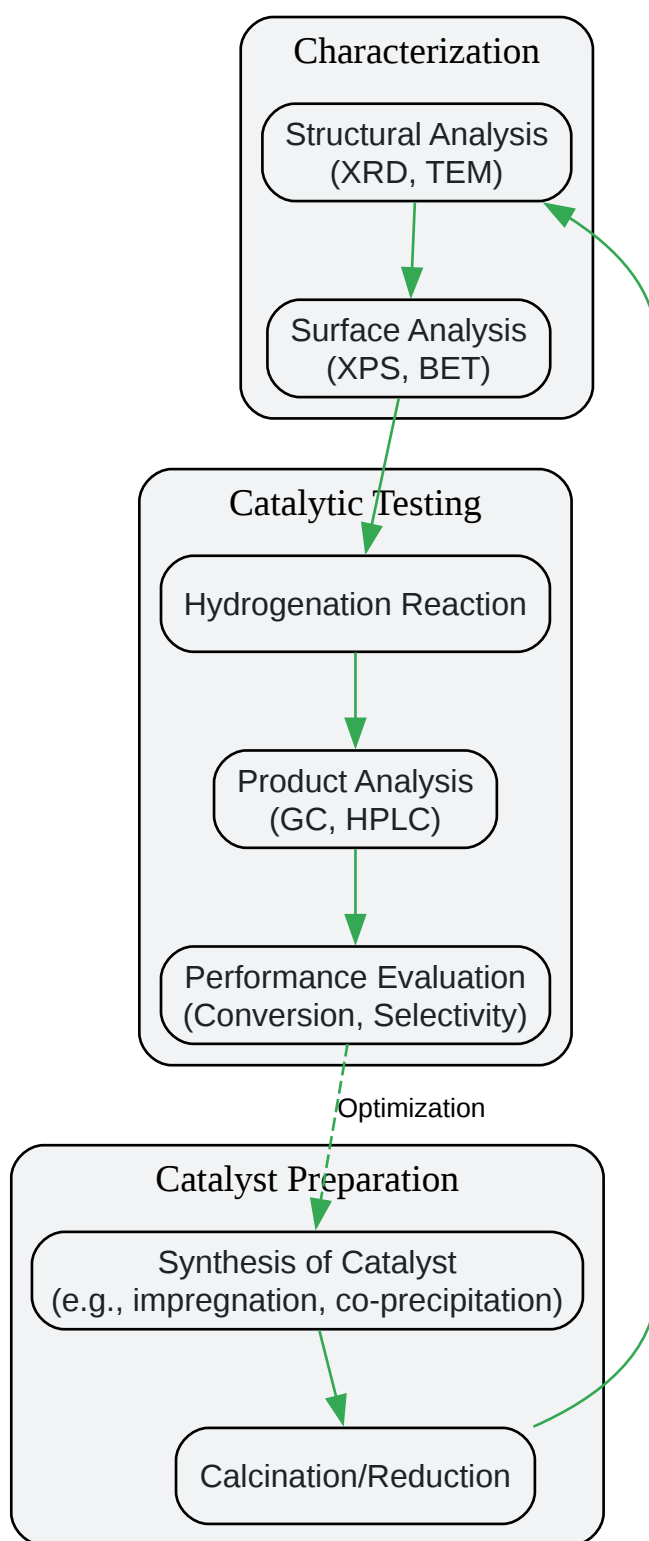 Characterization
Structural Analysis
(XRD, TEM)
Surface Analysis
(XPS, BET)
Catalytic Testing
Hydrogenation Reaction
Product Analysis
(GC, HPLC)
Performance Evaluation
(Conversion, Selectivity)
Optimization
Catalyst Preparation
Synthesis of Catalyst
(e.g., impregnation, co-precipitation)
Calcination/Reduction